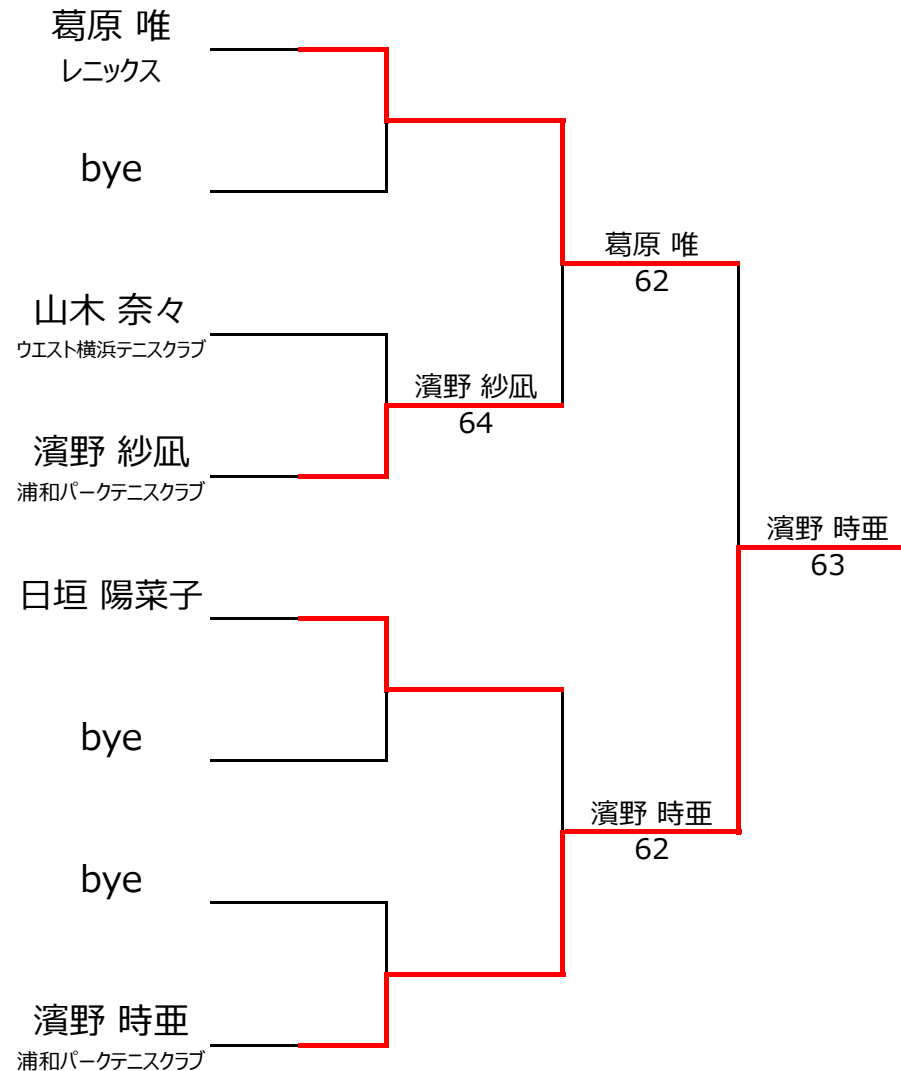 葛原 唯
レニックス
bye
山木 奈々
ウエスト横浜テニスクラブ
濱野 紗凪
浦和パークテニスクラブ
日垣 陽菜子
bye
bye
濱野 時亜
浦和パークテニスクラブ
濱野 紗凪
64
葛原 唯
62
濱野 時亜
62
濱野 時亜
63